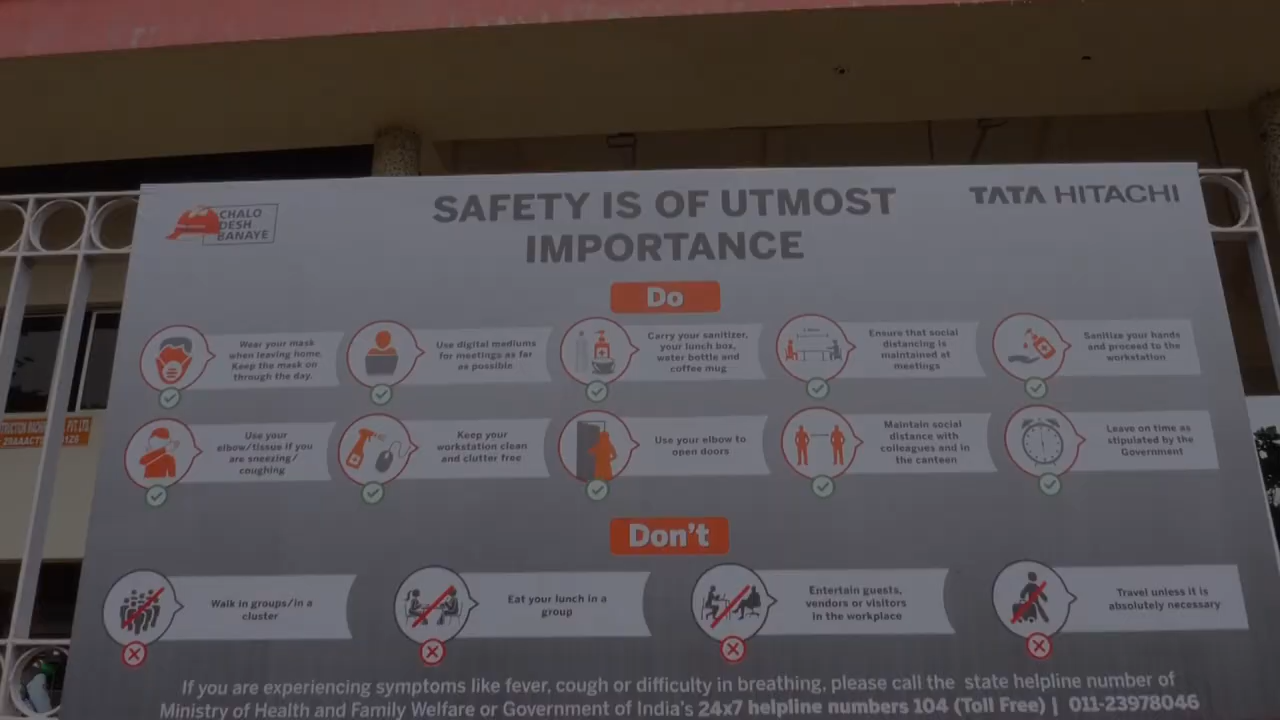 CHALO
DESH
BANAYE
SAFETY IS OF UTMOST
IMPORTANCE
TATA HITACHI
Do
Wear your mask
when leaving home.
Keep the mask on
through the day.
Use digital mediums
for meetings as far
as possible
Carry your sanitizer,
your lunch box,
water bottle and
coffee mug
Ensure that social
distancing is
maintained at
meetings
Sanitize your hands
and proceed to the
workstation
Use your
elbow/tissue if you
are sneezing/
coughing
Keep your
workstation clean
and clutter free
Use your elbow to
open doors
Maintain social
distance with
colleagues and in
the canteen
Leave on time as
stipulated by the
Government
Don't
Walk in groups/in a
cluster
Eat your lunch in a
group
Entertain guests,
vendors or visitors
in the workplace
Travel unless it is
absolutely necessary
If you are experiencing symptoms like fever, cough or difficulty in breathing, please call the state helpline number of
Ministry of Health and Family Welfare or Government of India's 24x7 helpline numbers 104 (Toll Free) | 011-23978046
PVT. LTD.